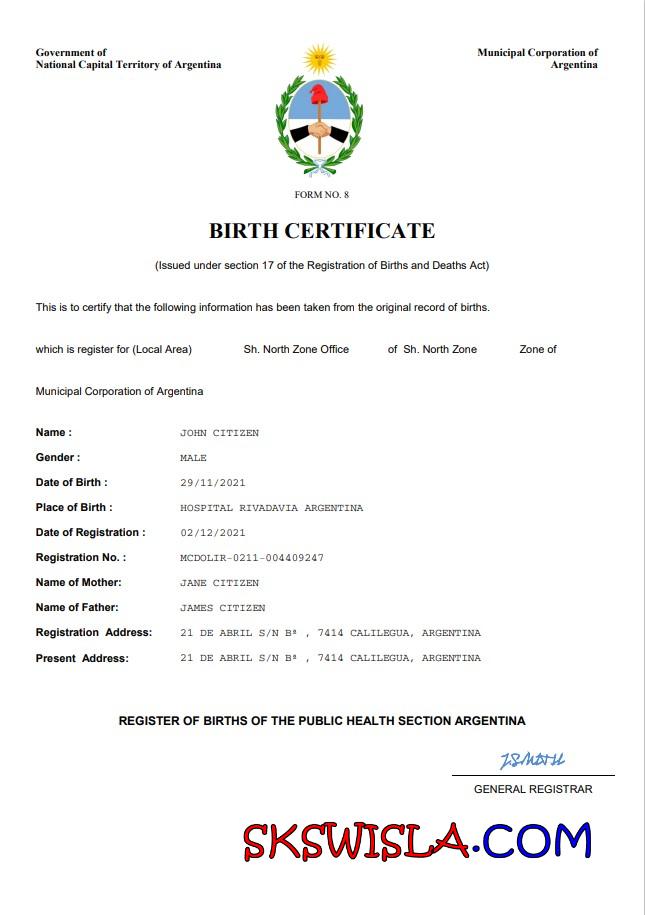 Government of
National Capital Territory of Argentina
Municipal Corporation of
Argentina
FORM NO. 8
BIRTH CERTIFICATE
(Issued under section 17 of the Registration of Births and Deaths Act)
This is to certify that the following information has been taken from the original record of births.
which is register for (Local Area) Sh. North Zone Office of Sh. North Zone Zone of
Municipal Corporation of Argentina
Name : JOHN CITIZEN
Gender : MALE
Date of Birth : 29/11/2021
Place of Birth : HOSPITAL RIVADAVIA ARGENTINA
Date of Registration : 02/12/2021
Registration No. : MCDOLIR-0211-004409247
Name of Mother: JANE CITIZEN
Name of Father: JAMES CITIZEN
Registration Address: 21 DE ABRIL S/N Bª , 7414 CALILEGUA, ARGENTINA
Present Address: 21 DE ABRIL S/N Bª , 7414 CALILEGUA, ARGENTINA
REGISTER OF BIRTHS OF THE PUBLIC HEALTH SECTION ARGENTINA
GENERAL REGISTRAR
SKSWISLA.COM